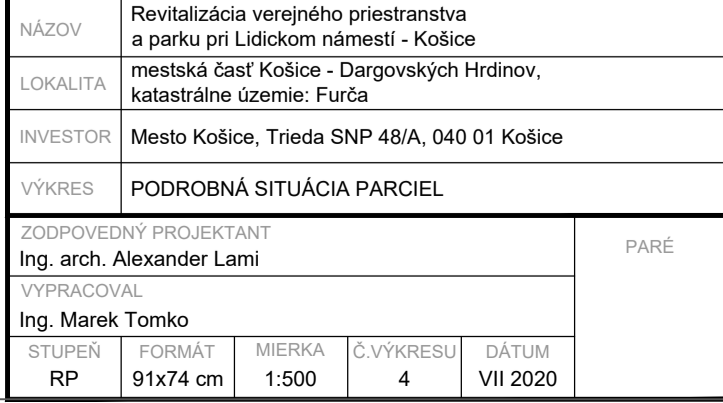 NÁZOV
Revitalizácia verejného priestranstva
a parku pri Lidickom námestí - Košice
LOKALITA
mestská časť Košice - Dargovských Hrdinov,
katastrálne územie: Furča
INVESTOR
Mesto Košice, Trieda SNP 48/A, 040 01 Košice
VÝKRES
PODROBNÁ SITUÁCIA PARCIEL
ZODPOVEDNÝ PROJEKTANT
Ing. arch. Alexander Lami
PARÉ
VYPRACOVAL
Ing. Marek Tomko
STUPEŇ FORMÁT MIERKA Č.VÝKRESU DÁTUM
RP 91x74 cm 1:500 4 VII 2020